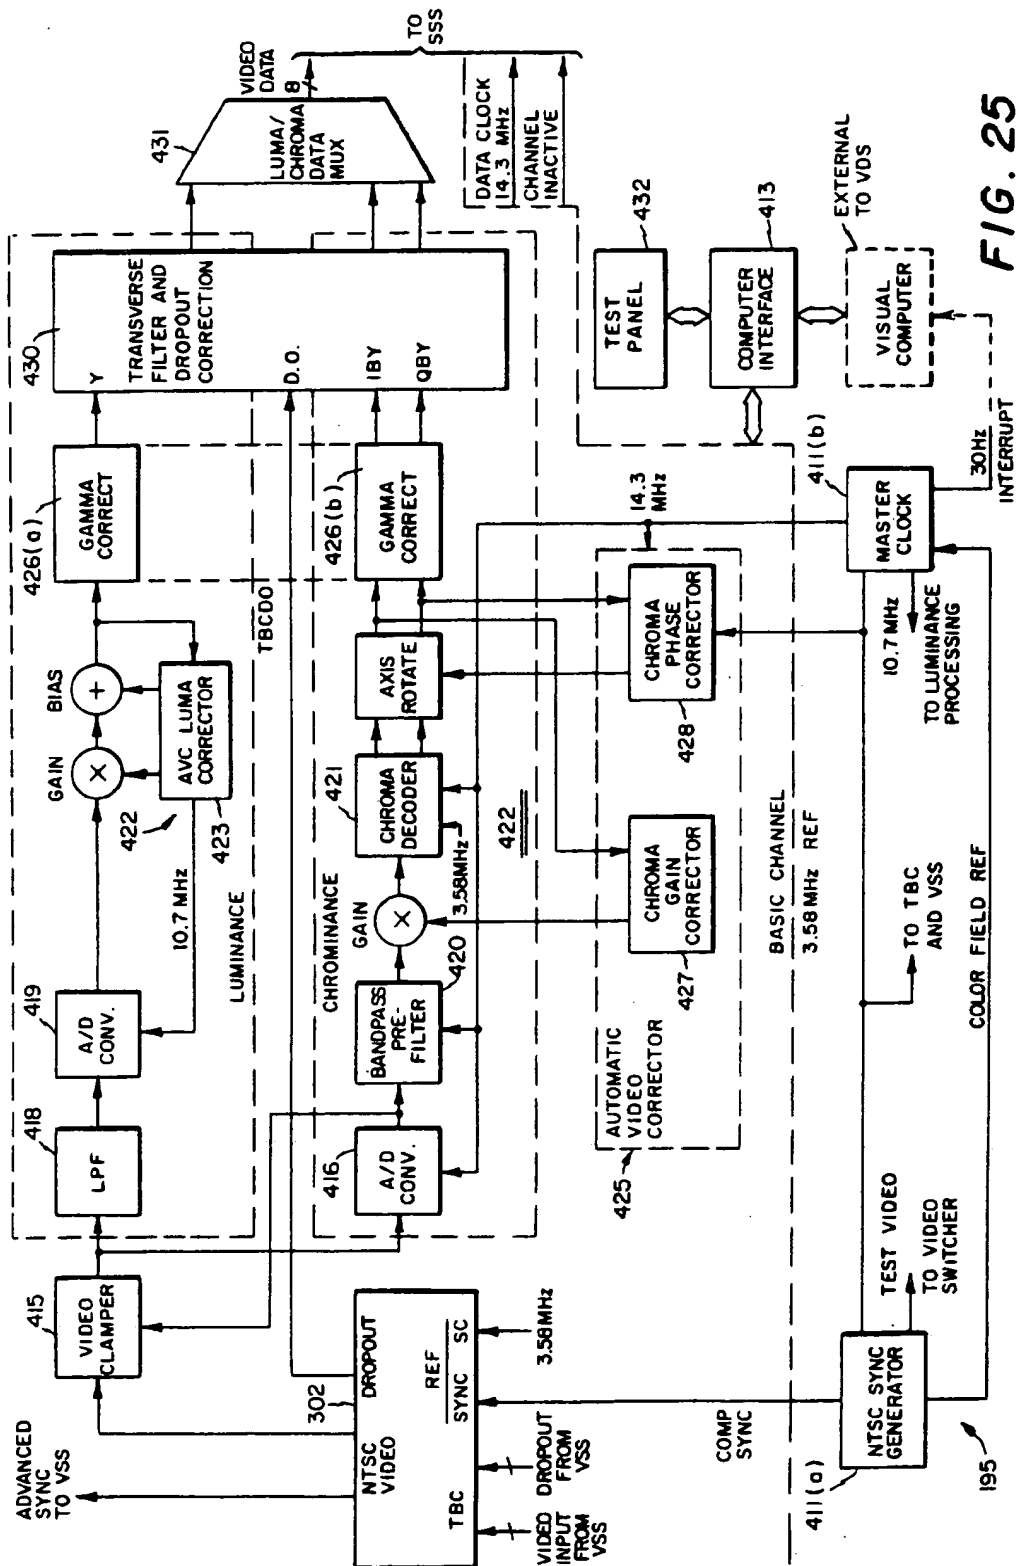 ADVANCED
SYNC
TO VSS
415
VIDEO
CLAMPER
418
LPF
419
A/D
CONV.
10.7 MHz
LUMINANCE
GAIN
×
BIAS
+
422
AVC LUMA
CORRECTOR
423
426(a)
GAMMA
CORRECT
TBCDO
430
Y
TRANSVERSE
FILTER AND
DROPOUT
CORRECTION
D.O.
IBY
QBY
431
LUMA/
CHROMA
DATA
MUX
VIDEO
DATA
8
TO
SSS
DATA CLOCK
14.3 MHz
CHANNEL
INACTIVE
302
NTSC
VIDEO
DROPOUT
REF
SYNC
SC
TBC
VIDEO
INPUT
FROM
VSS
DROPOUT
FROM
VSS
3.58MHz
416
A/D
CONV.
CHROMINANCE
BANDPASS
PRE-
FILTER
420
GAIN
×
421
CHROMA
DECODER
3.58MHz
422
AXIS
ROTATE
426(b)
GAMMA
CORRECT
14.3
MHz
AUTOMATIC
VIDEO
CORRECTOR
425
CHROMA
GAIN
CORRECTOR
427
CHROMA
PHASE
CORRECTOR
428
BASIC CHANNEL
3.58MHz REF
TEST
PANEL
432
COMPUTER
INTERFACE
413
VISUAL
COMPUTER
EXTERNAL
TO VDS
COMP
SYNC
411(a)
NTSC SYNC
GENERATOR
195
TEST VIDEO
TO VIDEO
SWITCHER
TO TBC
AND VSS
COLOR FIELD REF
10.7 MHz
TO LUMINANCE
PROCESSING
411(b)
MASTER
CLOCK
30Hz
INTERRUPT
FIG. 25